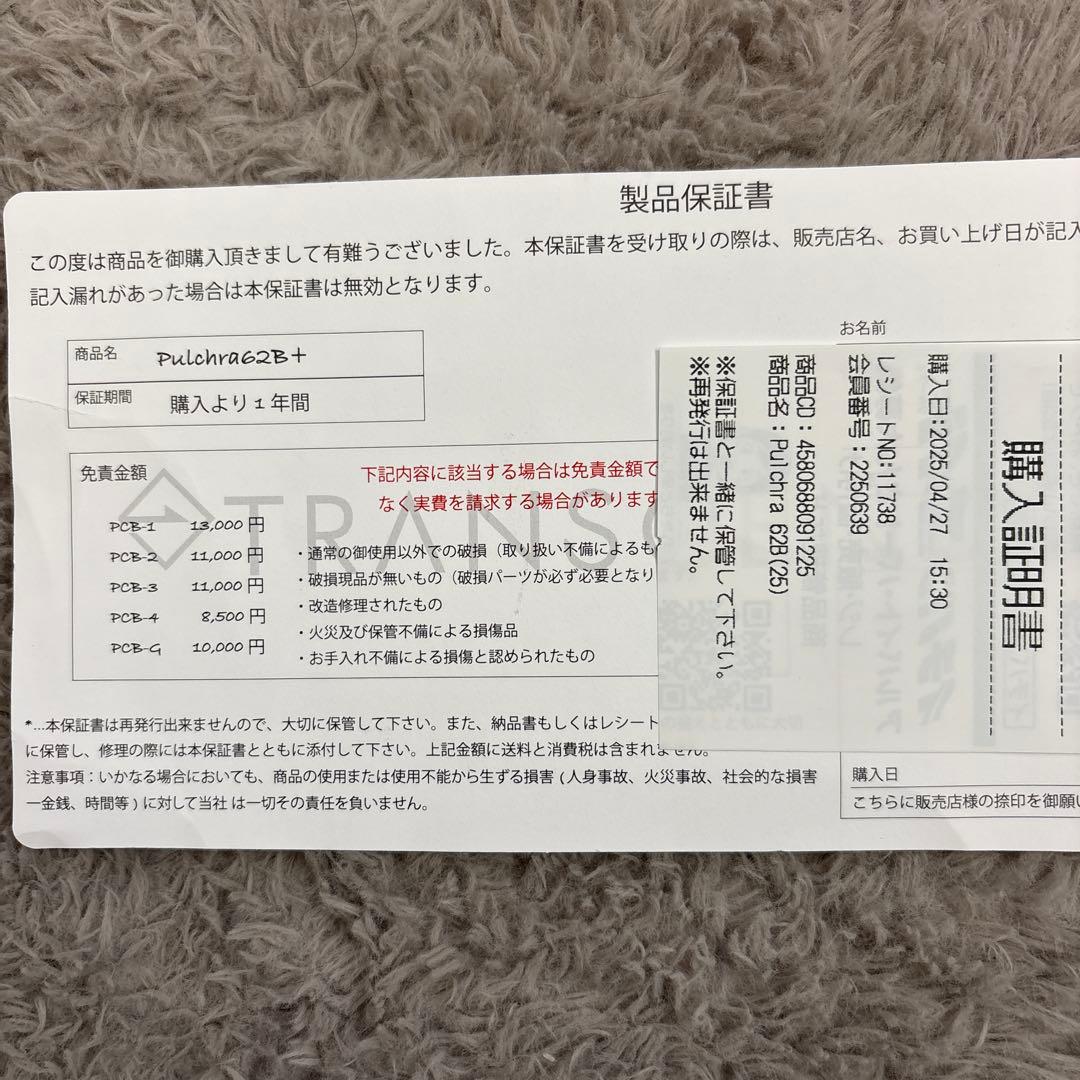 製品保証書
この度は商品を御購入頂きまして有難うございました。本保証書を受け取りの際は、販売店名、お買い上げ日が記入
記入漏れがあった場合は本保証書は無効となります。
商品名 Pulchra62B+
保証期間 購入より1年間
お名前
免責金額
下記内容に該当する場合は免責金額で
なく実費を請求する場合があります
TRANS
PCB-1 13,000円
PCB-2 11,000円
PCB-3 11,000円
PCB-4 8,500円
PCB-G 10,000円
・通常の御使用以外での破損（取り扱い不備によるも
・破損現品が無いもの（破損パーツが必ず必要となり
・改造修理されたもの
・火災及び保管不備による損傷品
・お手入れ不備による損傷と認められたもの
*…本保証書は再発行出来ませんので、大切に保管して下さい。また、納品書もしくはレシート
に保管し、修理の際には本保証書とともに添付して下さい。上記金額に送料と消費税は含まれません。
注意事項：いかなる場合においても、商品の使用または使用不能から生ずる損害(人身事故、火災事故、社会的な損害
一金銭、時間等)に対して当社は一切その責任を負いません。
購入日
こちらに販売店様の捺印を御願い
購入証明書
購入日:2025/04/27 15:30
レシートNO:11738
会員番号：2250639
商品CD：4580688091225
商品名：Pulchra 62B(25)
※保証書と一緒に保管して下さい。
※再発行は出来ません。